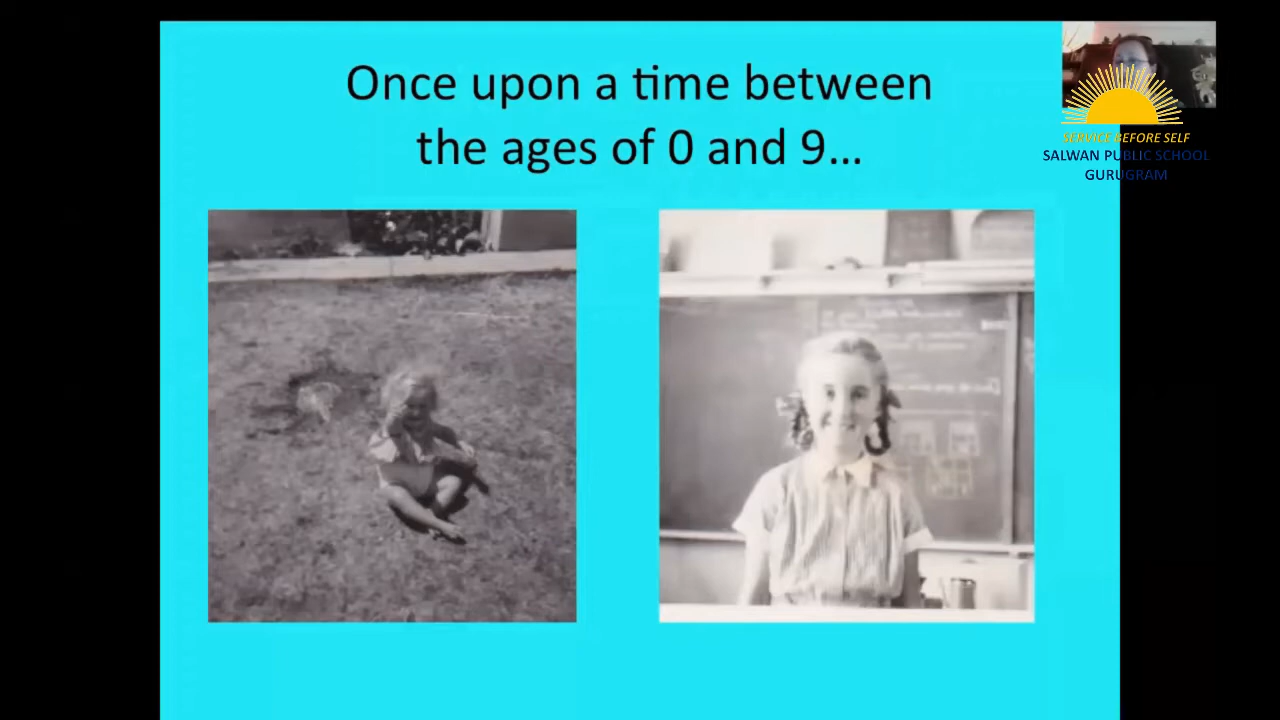 Once upon a time between
the ages of 0 and 9...
SERVICE BEFORE SELF
SALWAN PUBLIC SCHOOL
GURUGRAM